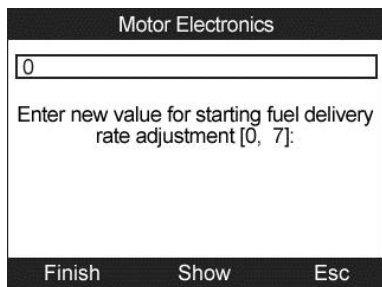 Motor Electronics
0
Enter new value for starting fuel delivery
rate adjustment [0, 7]:
Finish Show Esc